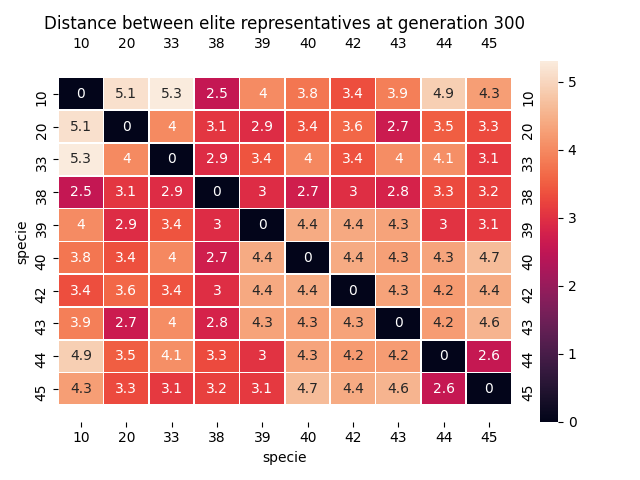 Distance between elite representatives at generation 300
10 20 33 38 39 40 42 43 44 45
10 0 5.1 5.3 2.5 4 3.8 3.4 3.9 4.9 4.3 10
20 5.1 0 4 3.1 2.9 3.4 3.6 2.7 3.5 3.3 20
33 5.3 4 0 2.9 3.4 4 3.4 4 4.1 3.1 33
38 2.5 3.1 2.9 0 3 2.7 3 2.8 3.3 3.2 38
39 4 2.9 3.4 3 0 4.4 4.4 4.3 3 3.1 39
40 3.8 3.4 4 2.7 4.4 0 4.4 4.3 4.3 4.7 40
42 3.4 3.6 3.4 3 4.4 4.4 0 4.3 4.2 4.4 42
43 3.9 2.7 4 2.8 4.3 4.3 4.3 0 4.2 4.6 43
44 4.9 3.5 4.1 3.3 3 4.3 4.2 4.2 0 2.6 44
45 4.3 3.3 3.1 3.2 3.1 4.7 4.4 4.6 2.6 0 45
10 20 33 38 39 40 42 43 44 45
specie
specie
5
4
3
2
1
0